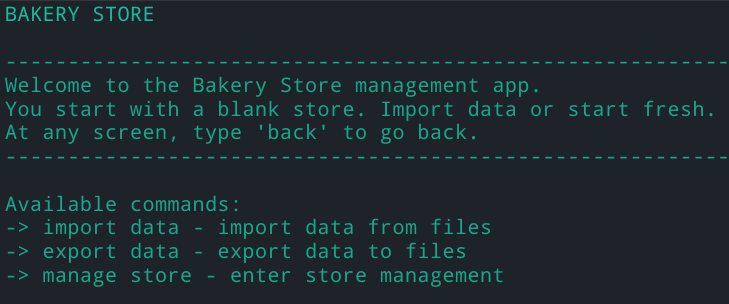 BAKERY STORE
----------------------------------------------------------
Welcome to the Bakery Store management app.
You start with a blank store. Import data or start fresh.
At any screen, type 'back' to go back.
----------------------------------------------------------
Available commands:
-> import data - import data from files
-> export data - export data to files
-> manage store - enter store management